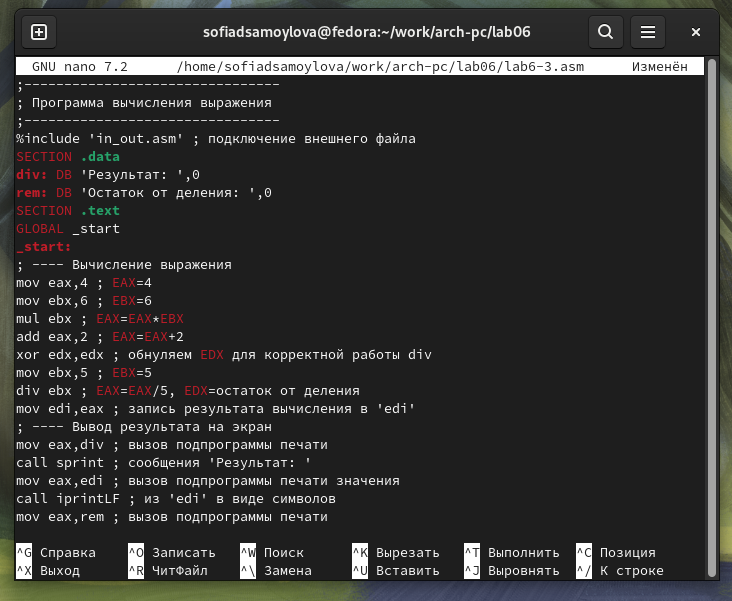 sofiadsamoylova@fedora:~/work/arch-pc/lab06
GNU nano 7.2 /home/sofiadsamoylova/work/arch-pc/lab06/lab6-3.asm Изменён
;--------------------------------
; Программа вычисления выражения
;--------------------------------
%include 'in_out.asm' ; подключение внешнего файла
SECTION .data
div: DB 'Результат: ',0
rem: DB 'Остаток от деления: ',0
SECTION .text
GLOBAL _start
_start:
; ---- Вычисление выражения
mov eax,4 ; EAX=4
mov ebx,6 ; EBX=6
mul ebx ; EAX=EAX*EBX
add eax,2 ; EAX=EAX+2
xor edx,edx ; обнуляем EDX для корректной работы div
mov ebx,5 ; EBX=5
div ebx ; EAX=EAX/5, EDX=остаток от деления
mov edi,eax ; запись результата вычисления в 'edi'
; ---- Вывод результата на экран
mov eax,div ; вызов подпрограммы печати
call sprint ; сообщения 'Результат: '
mov eax,edi ; вызов подпрограммы печати значения
call iprintLF ; из 'edi' в виде символов
mov eax,rem ; вызов подпрограммы печати
^G Справка ^O Записать ^W Поиск ^K Вырезать ^T Выполнить ^C Позиция
^X Выход ^R ЧитФайл ^\ Замена ^U Вставить ^J Выровнять ^/ К строке